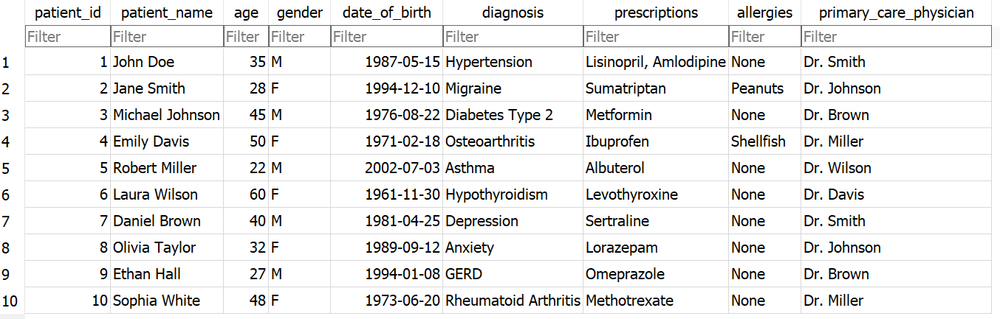 patient_id patient_name age gender date_of_birth diagnosis prescriptions allergies primary_care_physician
Filter Filter Filter Filter Filter Filter Filter Filter Filter
1 1 John Doe 35 M 1987-05-15 Hypertension Lisinopril, Amlodipine None Dr. Smith
2 2 Jane Smith 28 F 1994-12-10 Migraine Sumatriptan Peanuts Dr. Johnson
3 3 Michael Johnson 45 M 1976-08-22 Diabetes Type 2 Metformin None Dr. Brown
4 4 Emily Davis 50 F 1971-02-18 Osteoarthritis Ibuprofen Shellfish Dr. Miller
5 5 Robert Miller 22 M 2002-07-03 Asthma Albuterol None Dr. Wilson
6 6 Laura Wilson 60 F 1961-11-30 Hypothyroidism Levothyroxine None Dr. Davis
7 7 Daniel Brown 40 M 1981-04-25 Depression Sertraline None Dr. Smith
8 8 Olivia Taylor 32 F 1989-09-12 Anxiety Lorazepam None Dr. Johnson
9 9 Ethan Hall 27 M 1994-01-08 GERD Omeprazole None Dr. Brown
10 10 Sophia White 48 F 1973-06-20 Rheumatoid Arthritis Methotrexate None Dr. Miller